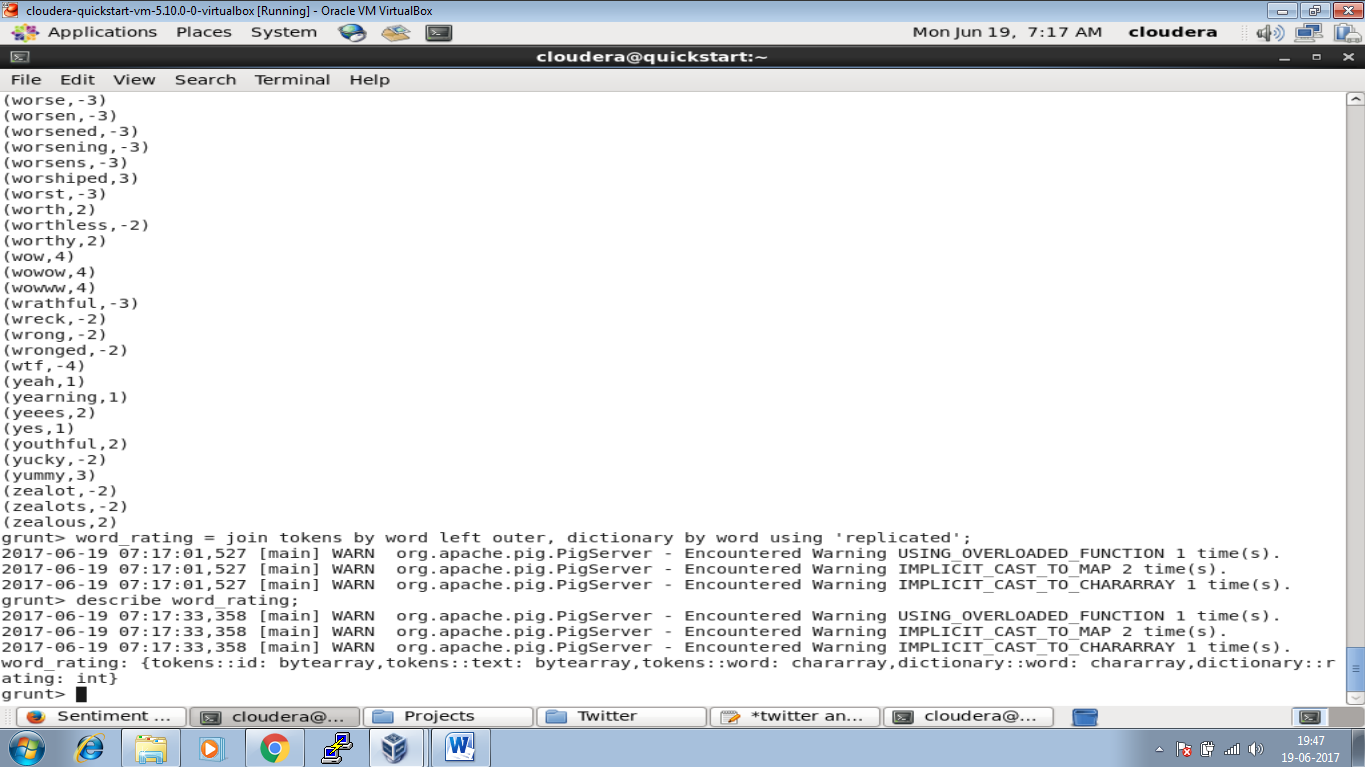 cloudera-quickstart-vm-5.10.0-0-virtualbox [Running] - Oracle VM VirtualBox
Applications Places System Mon Jun 19, 7:17 AM cloudera
cloudera@quickstart:~
File Edit View Search Terminal Help
(worse,-3)
(worsen,-3)
(worsened,-3)
(worsening,-3)
(worsens,-3)
(worshiped,3)
(worst,-3)
(worth,2)
(worthless,-2)
(worthy,2)
(wow,4)
(wowow,4)
(wowww,4)
(wrathful,-3)
(wreck,-2)
(wrong,-2)
(wronged,-2)
(wtf,-4)
(yeah,1)
(yearning,1)
(yeees,2)
(yes,1)
(youthful,2)
(yucky,-2)
(yummy,3)
(zealot,-2)
(zealots,-2)
(zealous,2)
grunt> word_rating = join tokens by word left outer, dictionary by word using 'replicated';
2017-06-19 07:17:01,527 [main] WARN  org.apache.pig.PigServer - Encountered Warning USING_OVERLOADED_FUNCTION 1 time(s).
2017-06-19 07:17:01,527 [main] WARN  org.apache.pig.PigServer - Encountered Warning IMPLICIT_CAST_TO_MAP 2 time(s).
2017-06-19 07:17:01,527 [main] WARN  org.apache.pig.PigServer - Encountered Warning IMPLICIT_CAST_TO_CHARARRAY 1 time(s).
grunt> describe word_rating;
2017-06-19 07:17:33,358 [main] WARN  org.apache.pig.PigServer - Encountered Warning USING_OVERLOADED_FUNCTION 1 time(s).
2017-06-19 07:17:33,358 [main] WARN  org.apache.pig.PigServer - Encountered Warning IMPLICIT_CAST_TO_MAP 2 time(s).
2017-06-19 07:17:33,358 [main] WARN  org.apache.pig.PigServer - Encountered Warning IMPLICIT_CAST_TO_CHARARRAY 1 time(s).
word_rating: {tokens::id: bytearray,tokens::text: bytearray,tokens::word: chararray,dictionary::word: chararray,dictionary::r
ating: int}
grunt>
Sentiment ... cloudera@... Projects Twitter *twitter an... cloudera@...
19:47
19-06-2017